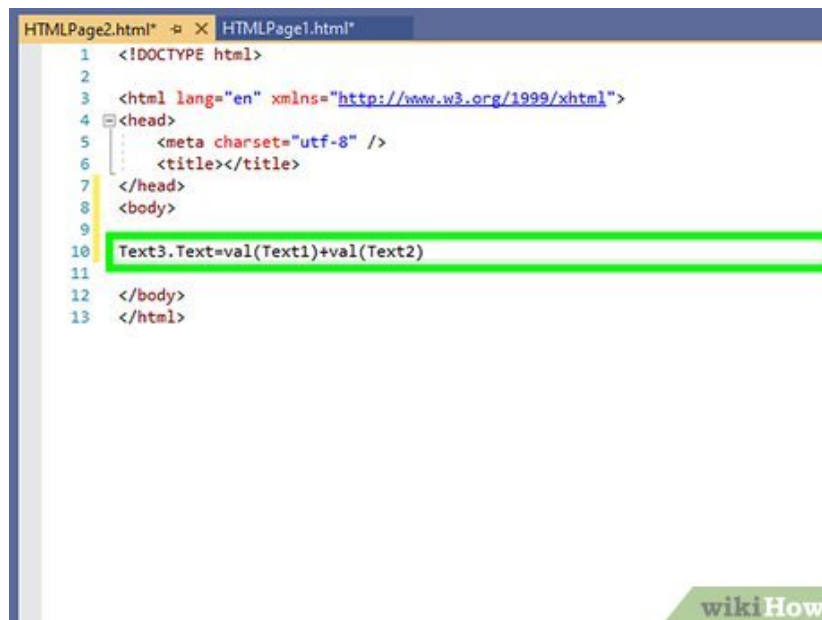 HTMLPage2.html* HTMLPage1.html*
1 <!DOCTYPE html>
2
3 <html lang="en" xmlns="http://www.w3.org/1999/xhtml">
4 <head>
5 <meta charset="utf-8" />
6 <title></title>
7 </head>
8 <body>
9
10 Text3.Text=val(Text1)+val(Text2)
11
12 </body>
13 </html>
wikiHow